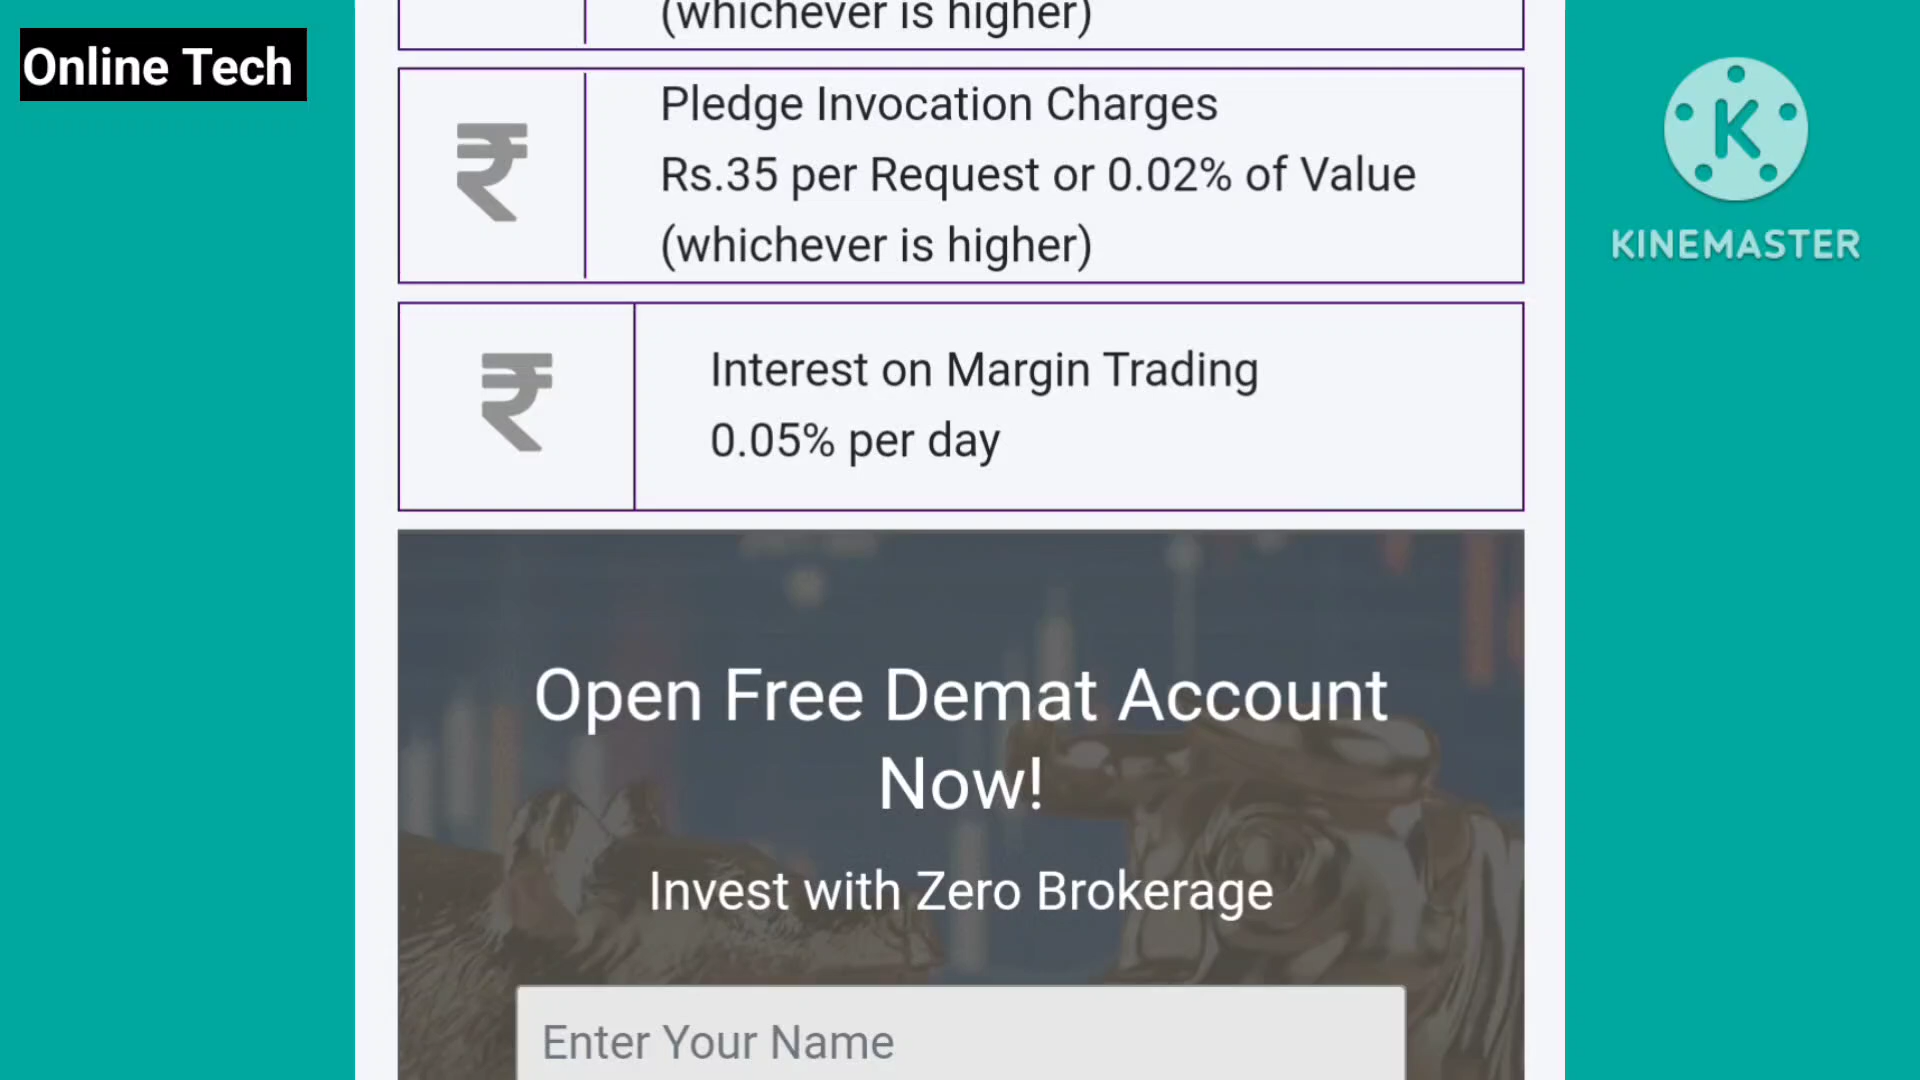 Online Tech
(whichever is higher)
₹
Pledge Invocation Charges
Rs.35 per Request or 0.02% of Value
(whichever is higher)
₹
Interest on Margin Trading
0.05% per day
Open Free Demat Account
Now!
Invest with Zero Brokerage
Enter Your Name
K
KINEMASTER